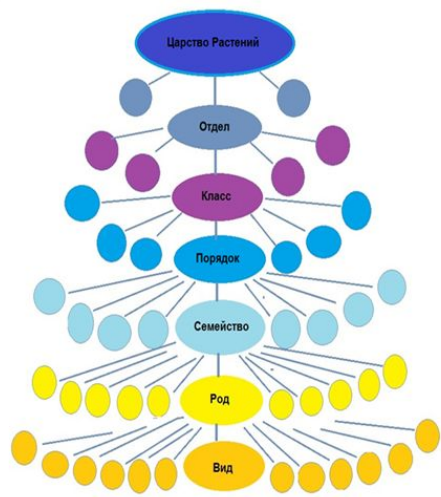 Царство Растений
Отдел
Класс
Порядок
Семейство
Род
Вид